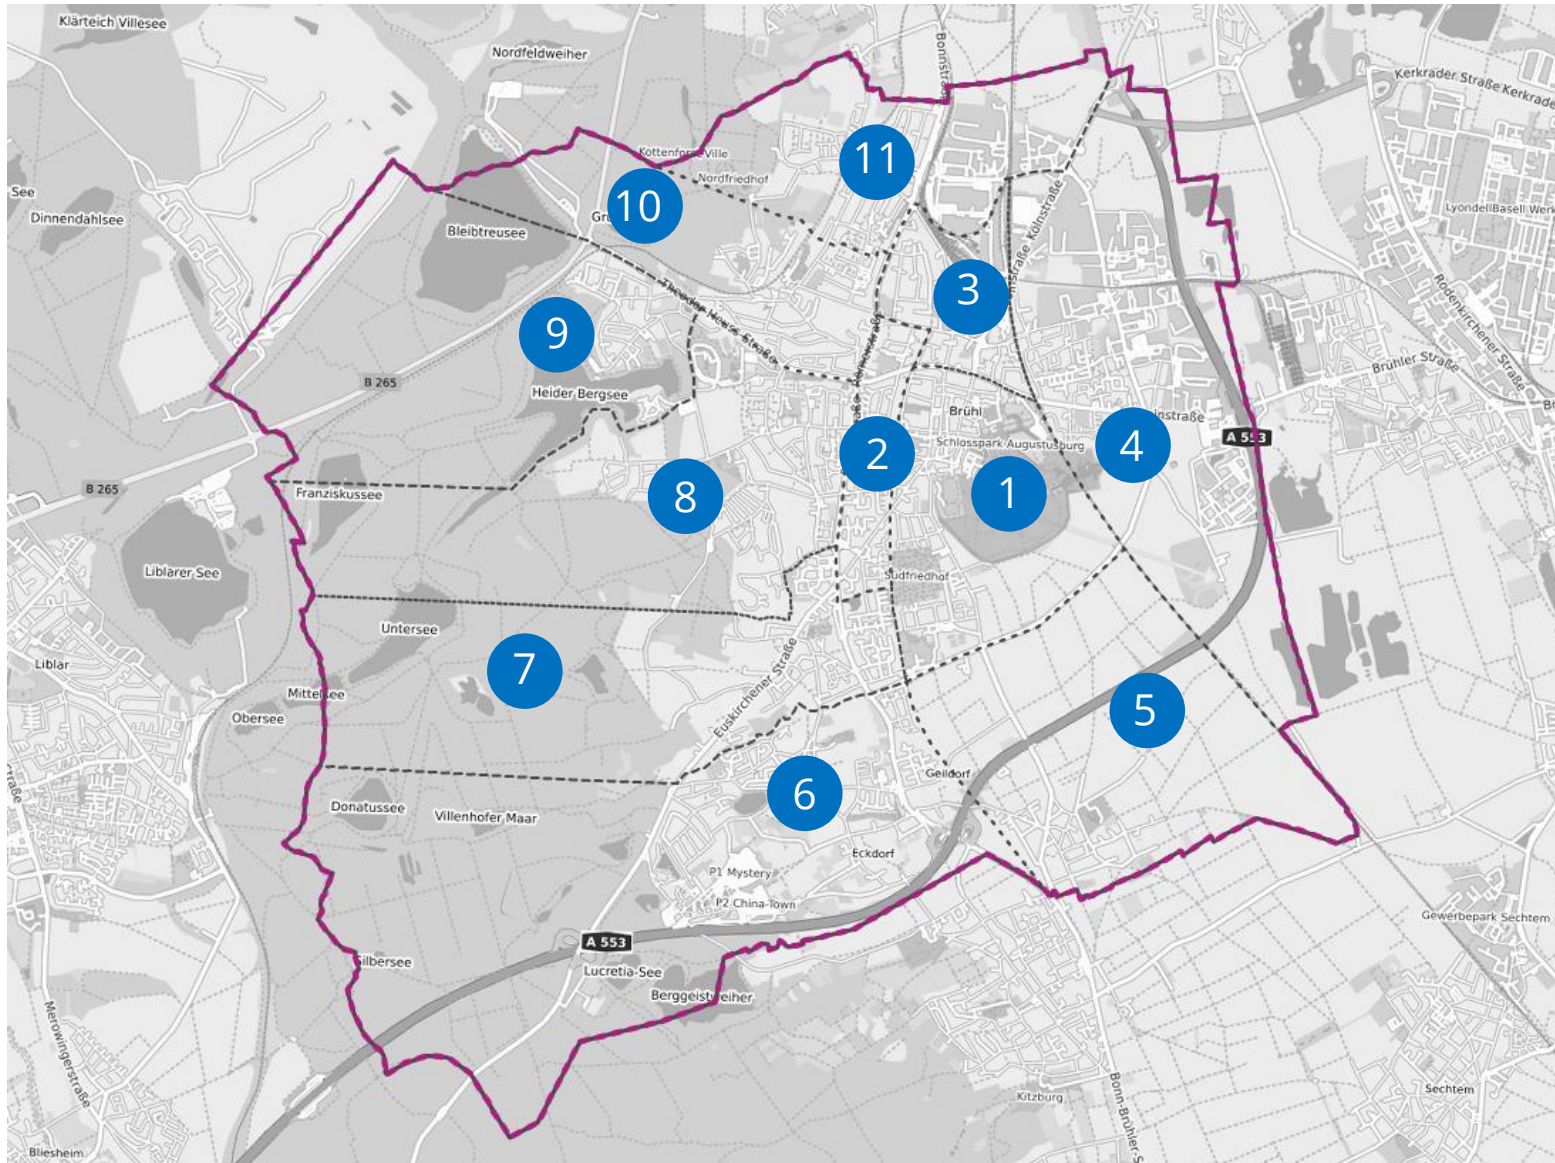 Klärteich Villesee
Nordfeldweiher
Kerkrader Straße
Kottenforst Ville
11
Nordfriedhof
See
10
LyondellBasell Werk
Dinnendahlsee
Bleibtreusee
3
Kölnstraße
Rodenkirchener Straße
9
Theodor-Heuss-Straße
Brühler Straße
B 265
Heider Bergsee
Brühl
A 553
Schlosspark Augustusburg
4
2
B 265
Franziskussee
8
1
Liblarer See
Südfriedhof
Untersee
Liblar
7
Mittelsee
Obersee
Euskirchener Straße
5
Geildorf
6
Donatussee
Villenhofer Maar
Eckdorf
P1 Mystery
P2 China-Town
Gewerbepark Sechtem
A 553
Silbersee
Lucretia-See
Berggeistweiher
Merowingerstraße
Kitzburg
Sechtem
Bonn-Brühler-S
Bliesheim